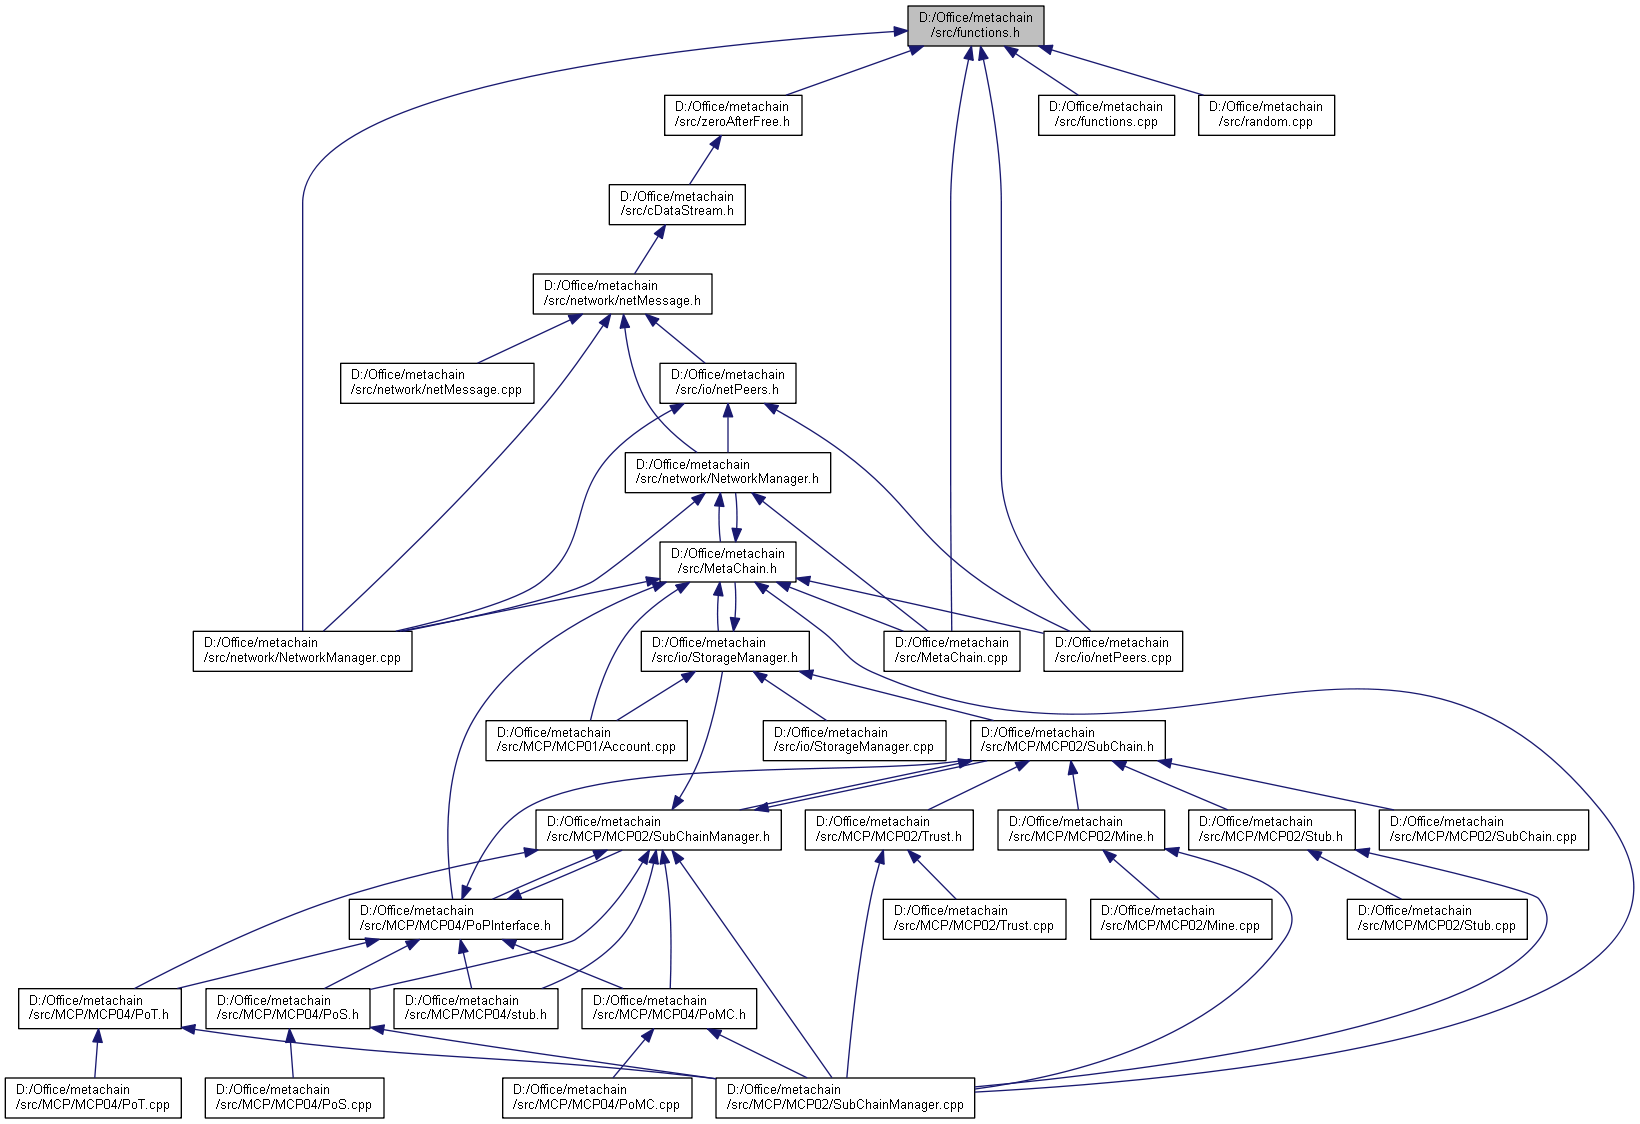 D:/Office/metachain
/src/functions.h
D:/Office/metachain
/src/zeroAfterFree.h
D:/Office/metachain
/src/functions.cpp
D:/Office/metachain
/src/random.cpp
D:/Office/metachain
/src/cDataStream.h
D:/Office/metachain
/src/network/netMessage.h
D:/Office/metachain
/src/network/netMessage.cpp
D:/Office/metachain
/src/io/netPeers.h
D:/Office/metachain
/src/network/NetworkManager.h
D:/Office/metachain
/src/MetaChain.h
D:/Office/metachain
/src/network/NetworkManager.cpp
D:/Office/metachain
/src/io/StorageManager.h
D:/Office/metachain
/src/MetaChain.cpp
D:/Office/metachain
/src/io/netPeers.cpp
D:/Office/metachain
/src/MCP/MCP01/Account.cpp
D:/Office/metachain
/src/io/StorageManager.cpp
D:/Office/metachain
/src/MCP/MCP02/SubChain.h
D:/Office/metachain
/src/MCP/MCP02/SubChainManager.h
D:/Office/metachain
/src/MCP/MCP02/Trust.h
D:/Office/metachain
/src/MCP/MCP02/Mine.h
D:/Office/metachain
/src/MCP/MCP02/Stub.h
D:/Office/metachain
/src/MCP/MCP02/SubChain.cpp
D:/Office/metachain
/src/MCP/MCP04/PoPInterface.h
D:/Office/metachain
/src/MCP/MCP02/Trust.cpp
D:/Office/metachain
/src/MCP/MCP02/Mine.cpp
D:/Office/metachain
/src/MCP/MCP02/Stub.cpp
D:/Office/metachain
/src/MCP/MCP04/PoT.h
D:/Office/metachain
/src/MCP/MCP04/PoS.h
D:/Office/metachain
/src/MCP/MCP04/stub.h
D:/Office/metachain
/src/MCP/MCP04/PoMC.h
D:/Office/metachain
/src/MCP/MCP04/PoT.cpp
D:/Office/metachain
/src/MCP/MCP04/PoS.cpp
D:/Office/metachain
/src/MCP/MCP04/PoMC.cpp
D:/Office/metachain
/src/MCP/MCP02/SubChainManager.cpp